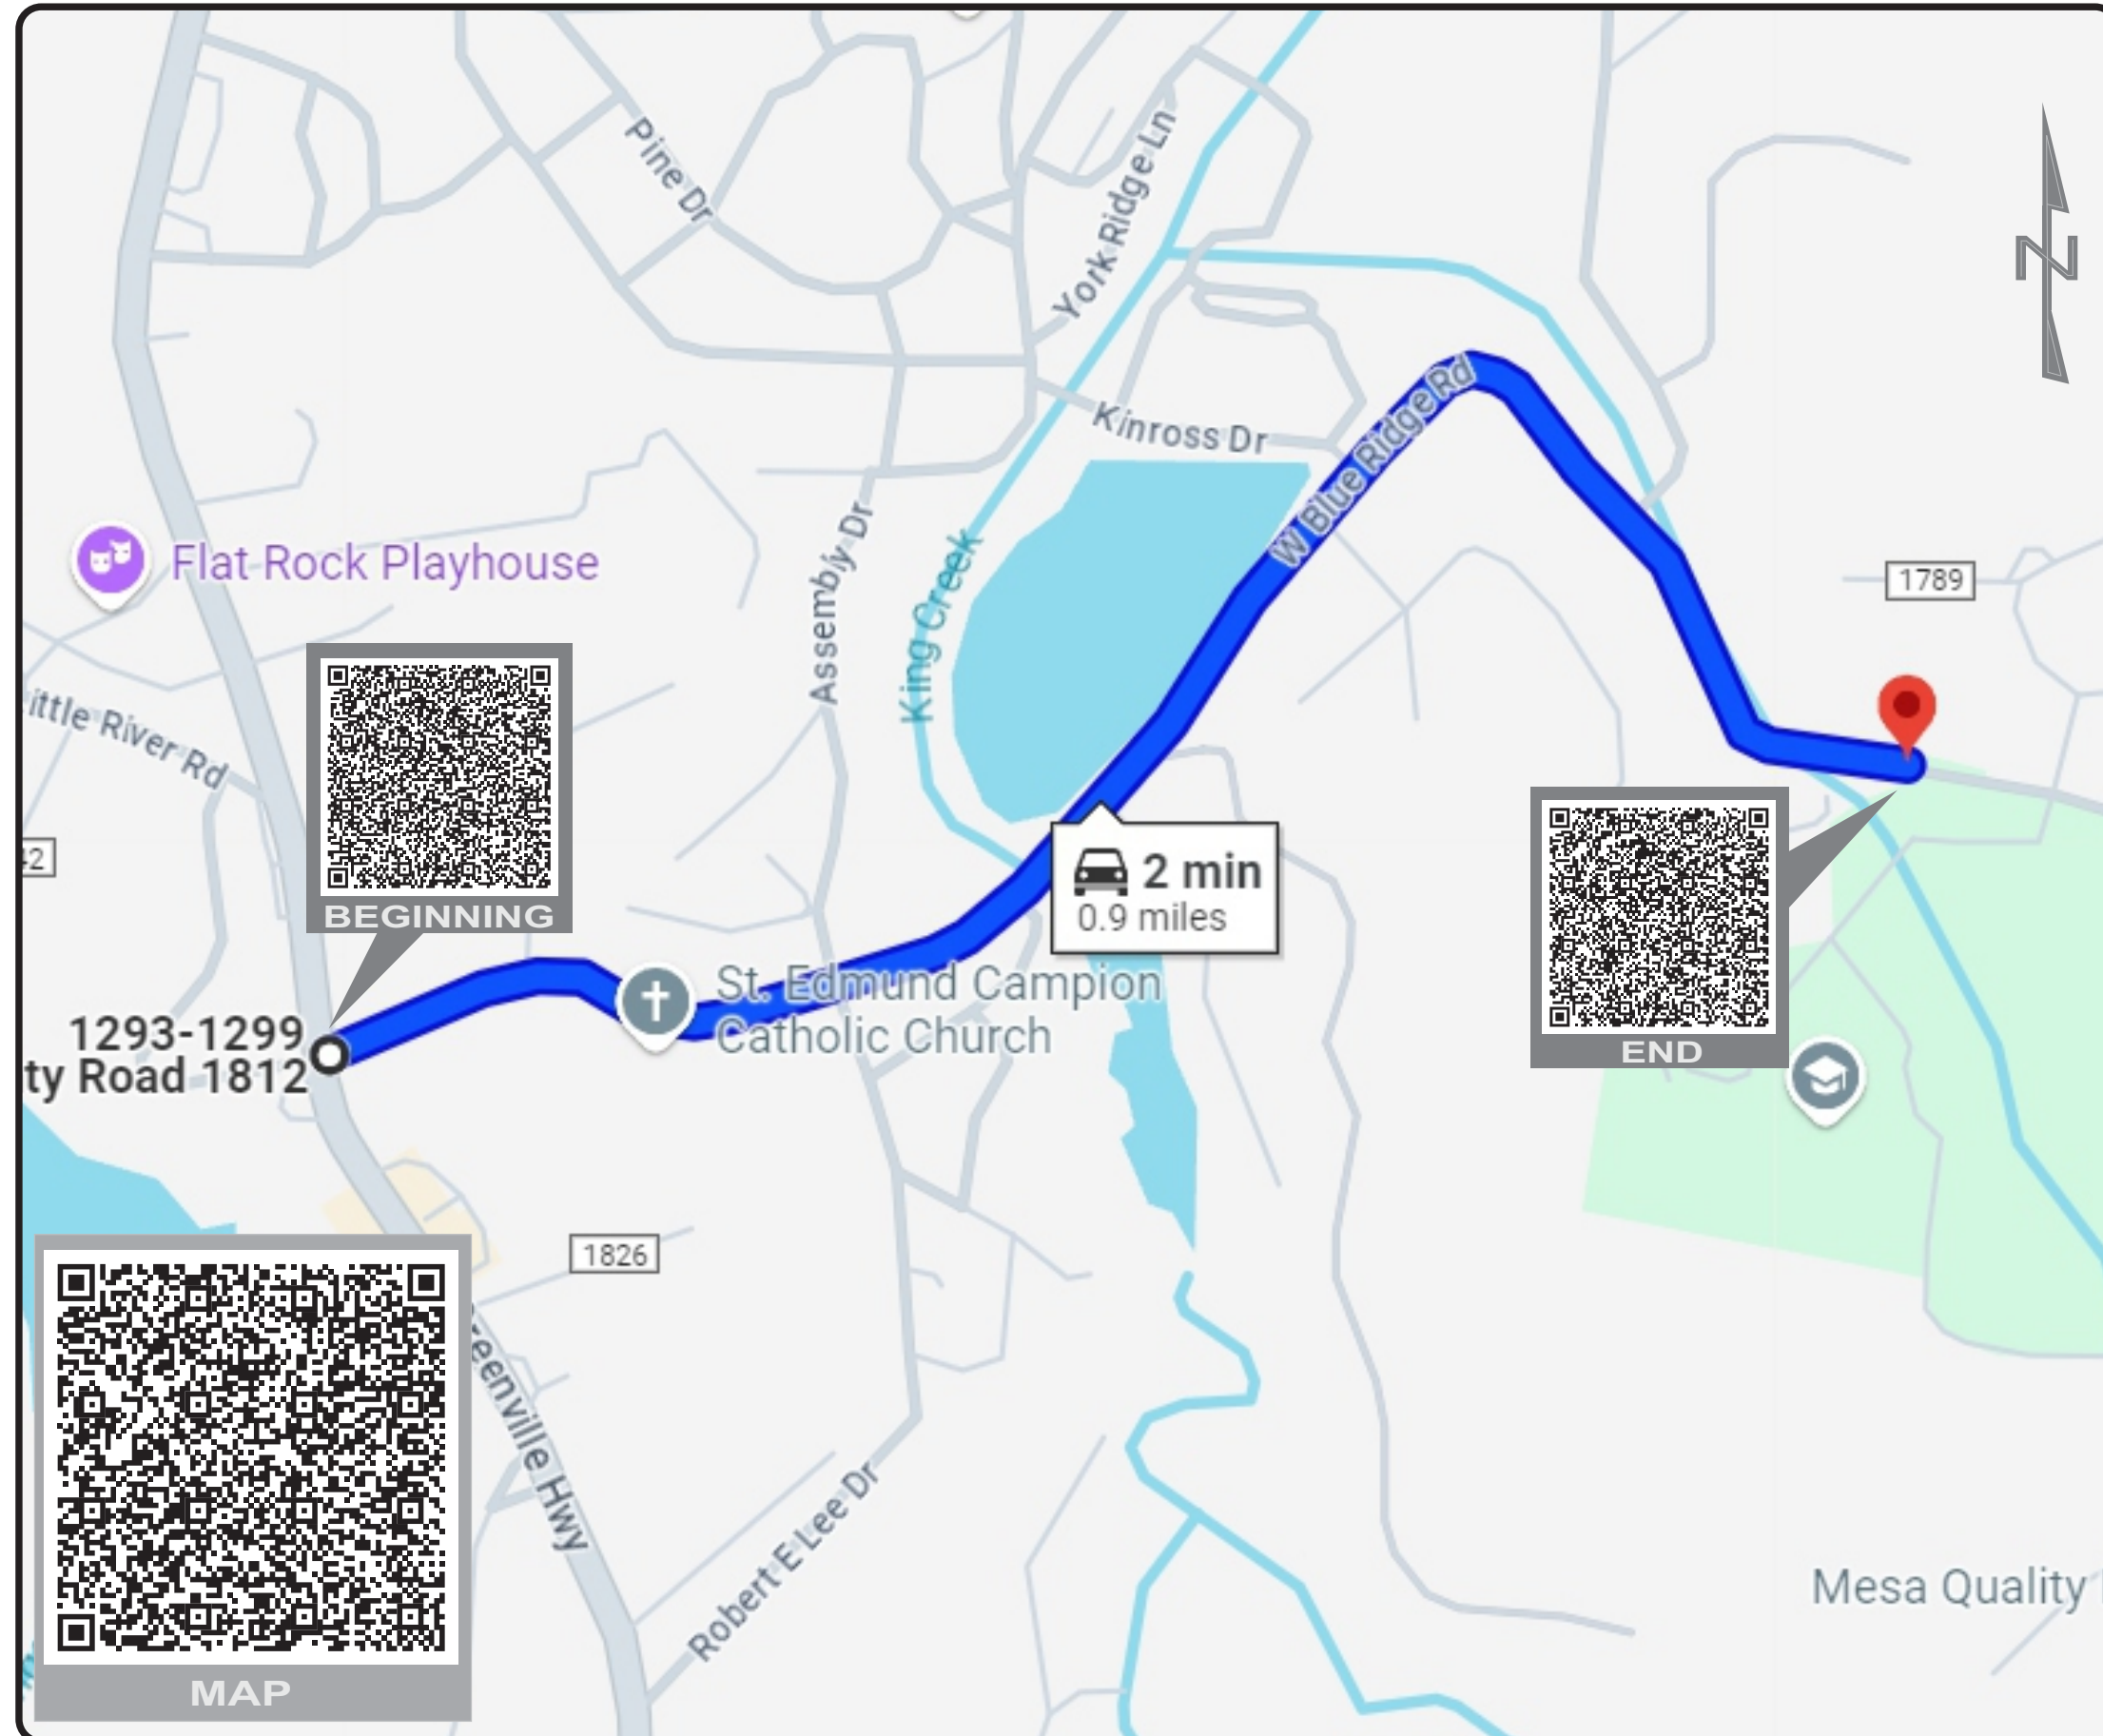 Pine Dr
York Ridge Ln
N
Kinross Dr
W Blue Ridge Rd
Flat Rock Playhouse
Assembly Dr
King Creek
1789
ittle River Rd
BEGINNING
42
2 min
0.9 miles
St. Edmund Campion
Catholic Church
1293-1299
ty Road 1812
END
1826
reenville Hwy
Robert E Lee Dr
Mesa Quality
MAP